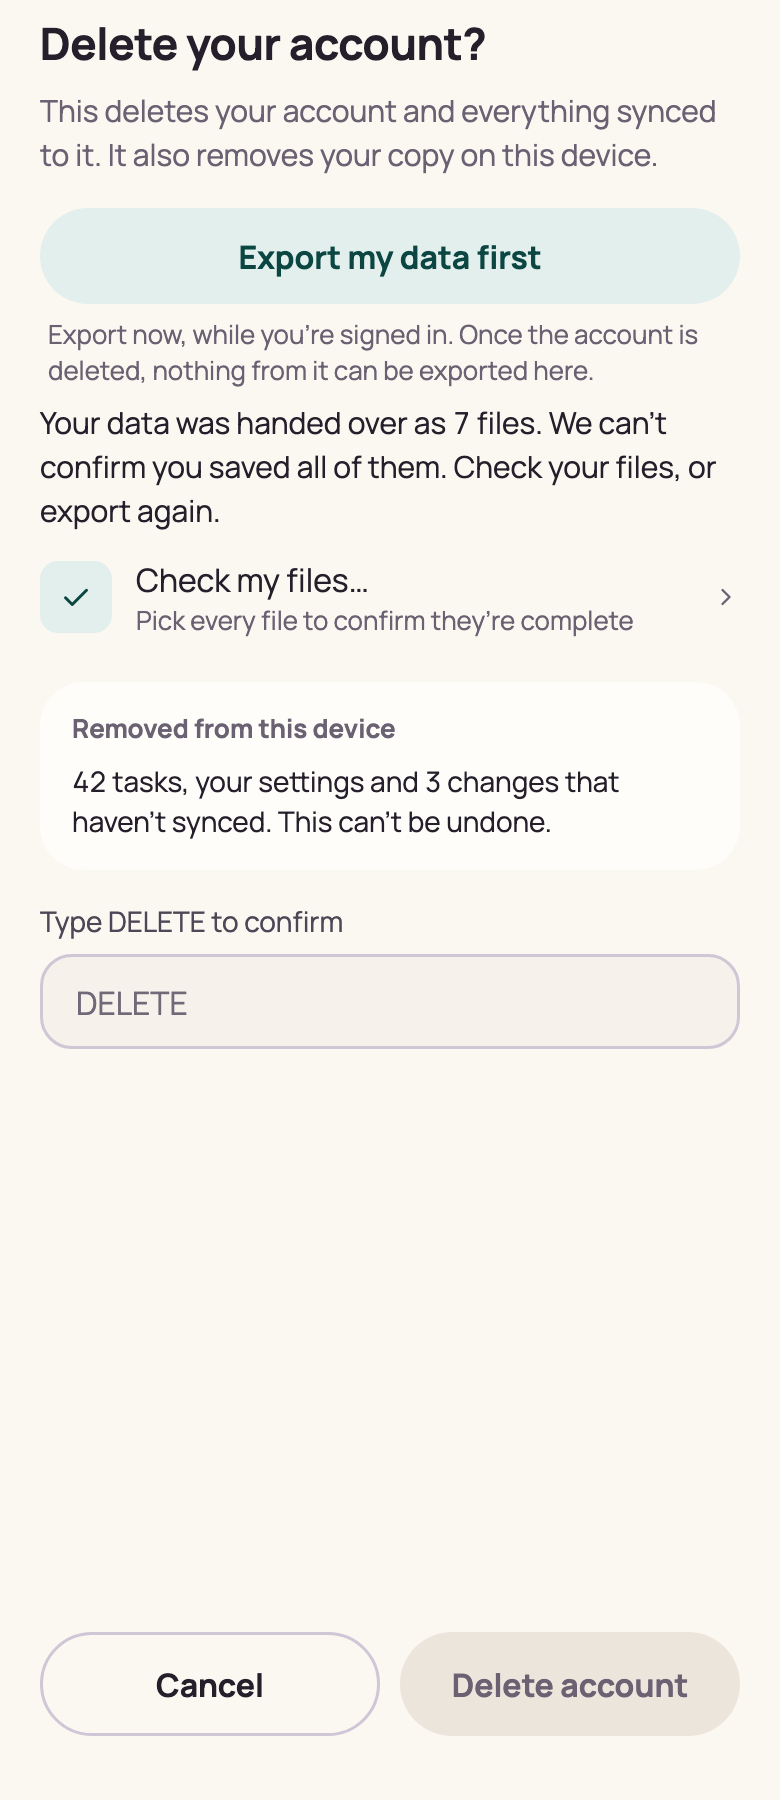 Delete your account?
This deletes your account and everything synced
to it. It also removes your copy on this device.
Export my data first
Export now, while you’re signed in. Once the account is
deleted, nothing from it can be exported here.
Your data was handed over as 7 files. We can’t
confirm you saved all of them. Check your files, or
export again.
Check my files…
Pick every file to confirm they’re complete
Removed from this device
42 tasks, your settings and 3 changes that
haven’t synced. This can’t be undone.
Type DELETE to confirm
DELETE
Cancel
Delete account